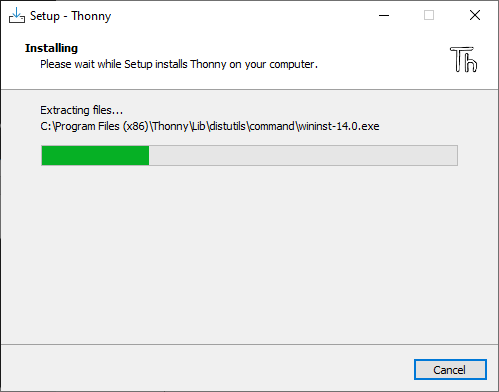 Setup - Thonny
Installing
Please wait while Setup installs Thonny on your computer.
Th
Extracting files...
C:\Program Files (x86)\Thonny\Lib\distutils\command\wininst-14.0.exe
Cancel